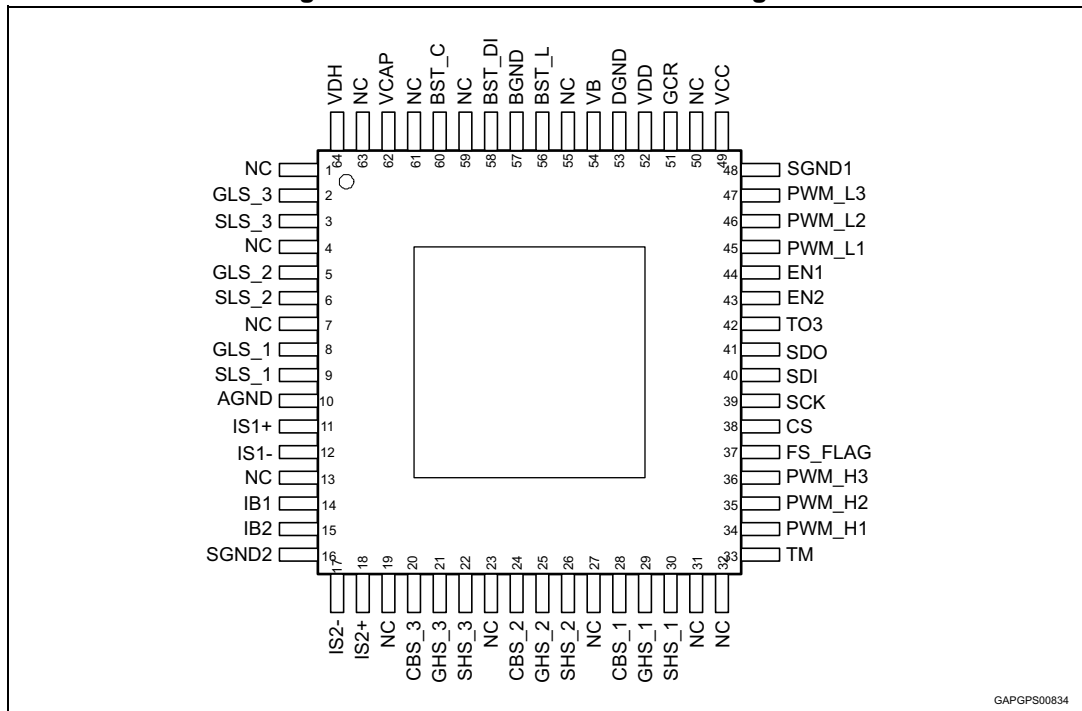 VDH
NC
VCAP
NC
BST_C
NC
BST_DI
BGND
BST_L
NC
VB
DGND
VDD
GCR
NC
VCC
64
63
62
61
60
59
58
57
56
55
54
53
52
51
50
49
NC 1
GLS_3 2
SLS_3 3
NC 4
GLS_2 5
SLS_2 6
NC 7
GLS_1 8
SLS_1 9
AGND 10
IS1+ 11
IS1- 12
NC 13
IB1 14
IB2 15
SGND2 16
48 SGND1
47 PWM_L3
46 PWM_L2
45 PWM_L1
44 EN1
43 EN2
42 TO3
41 SDO
40 SDI
39 SCK
38 CS
37 FS_FLAG
36 PWM_H3
35 PWM_H2
34 PWM_H1
33 TM
17
18
19
20
21
22
23
24
25
26
27
28
29
30
31
32
IS2-
IS2+
NC
CBS_3
GHS_3
SHS_3
NC
CBS_2
GHS_2
SHS_2
NC
CBS_1
GHS_1
SHS_1
NC
NC
GAPGPS00834